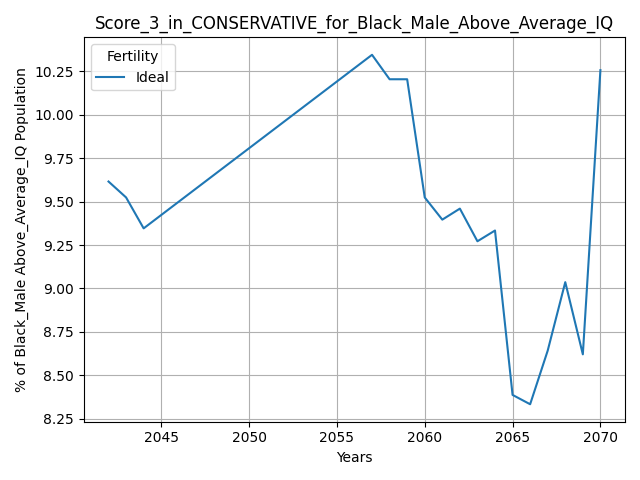 Score_3_in_CONSERVATIVE_for_Black_Male_Above_Average_IQ
Fertility
Ideal
% of Black_Male Above_Average_IQ Population
10.25
10.00
9.75
9.50
9.25
9.00
8.75
8.50
8.25
2045 2050 2055 2060 2065 2070
Years